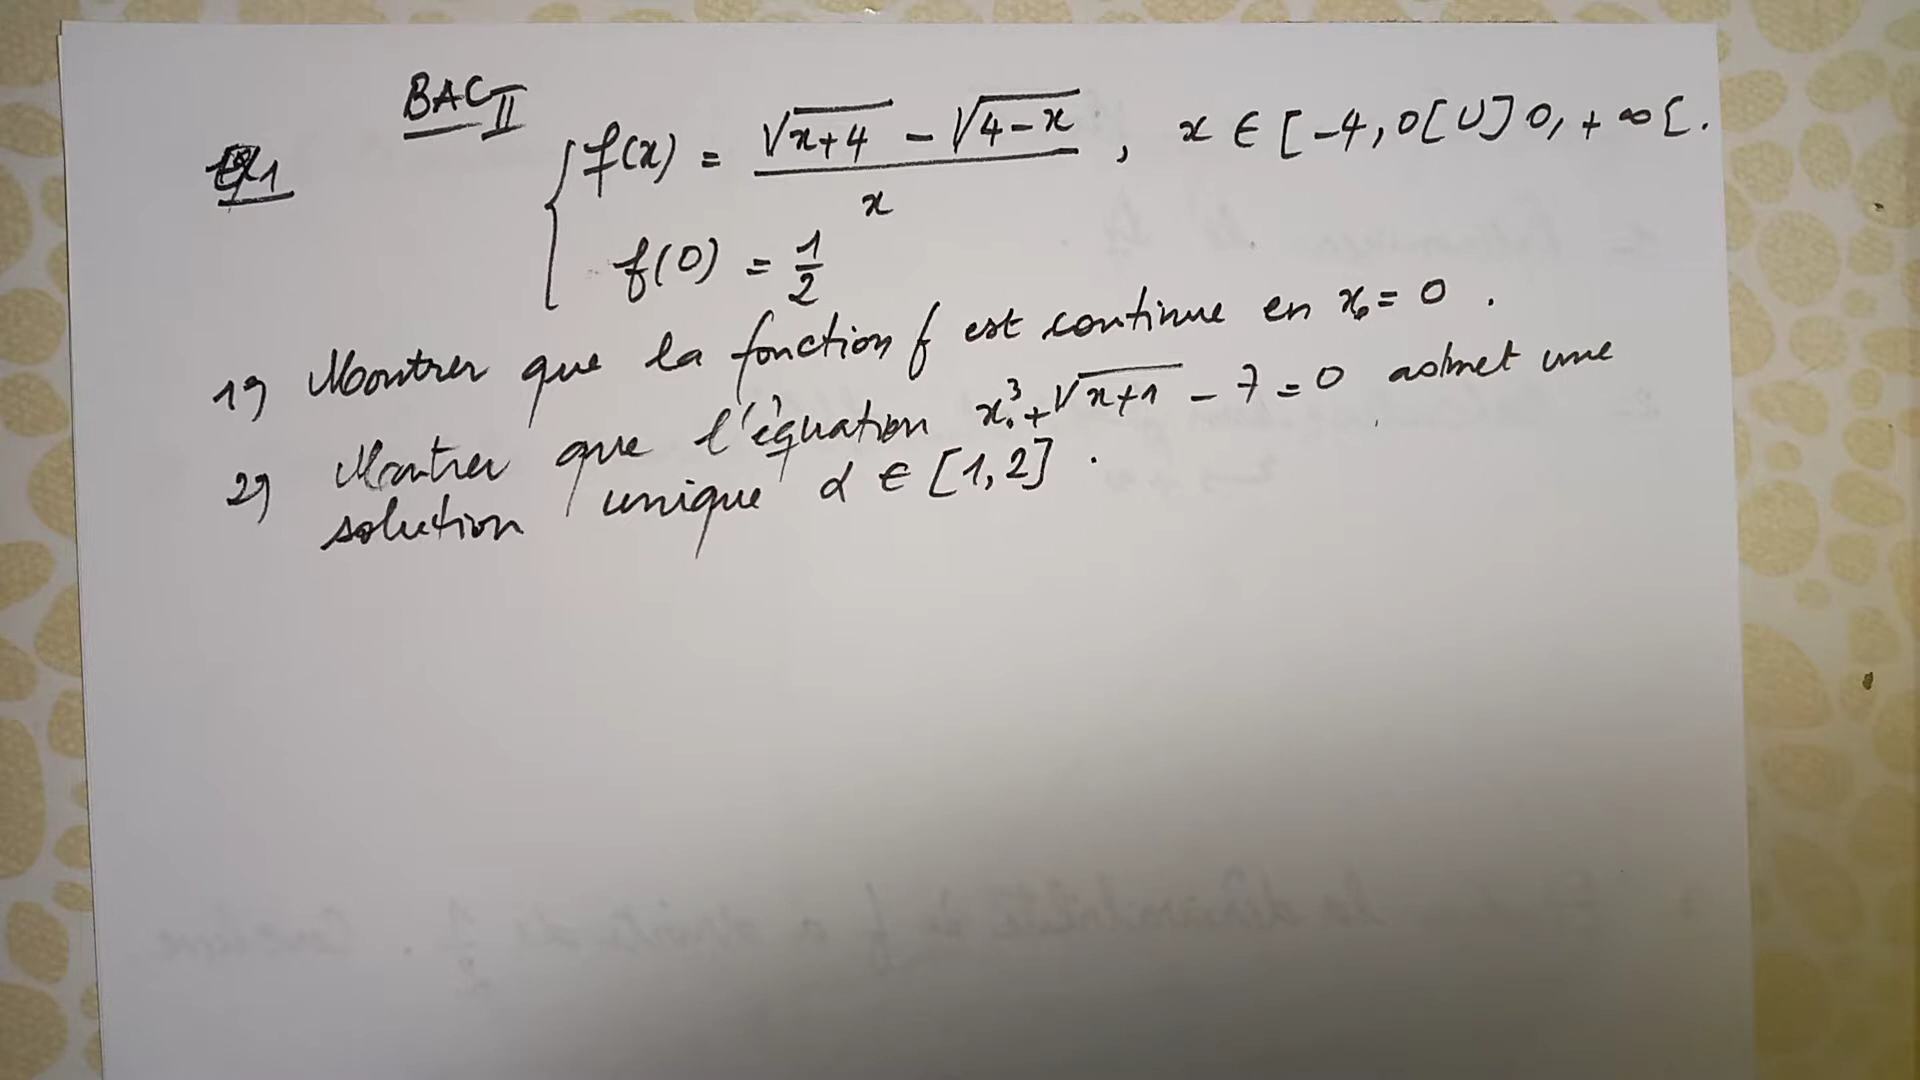 BAC II
Ex1
f(x) = (√(x+4) - √(4-x)) / x , x ∈ [-4, 0[ U ]0, +∞[.
f(0) = 1/2
1°) Montrer que la fonction f est continue en x₀ = 0 .
2°) Montrer que l'équation x³ + √(x+1) - 7 = 0 admet une
solution unique α ∈ [1, 2] .